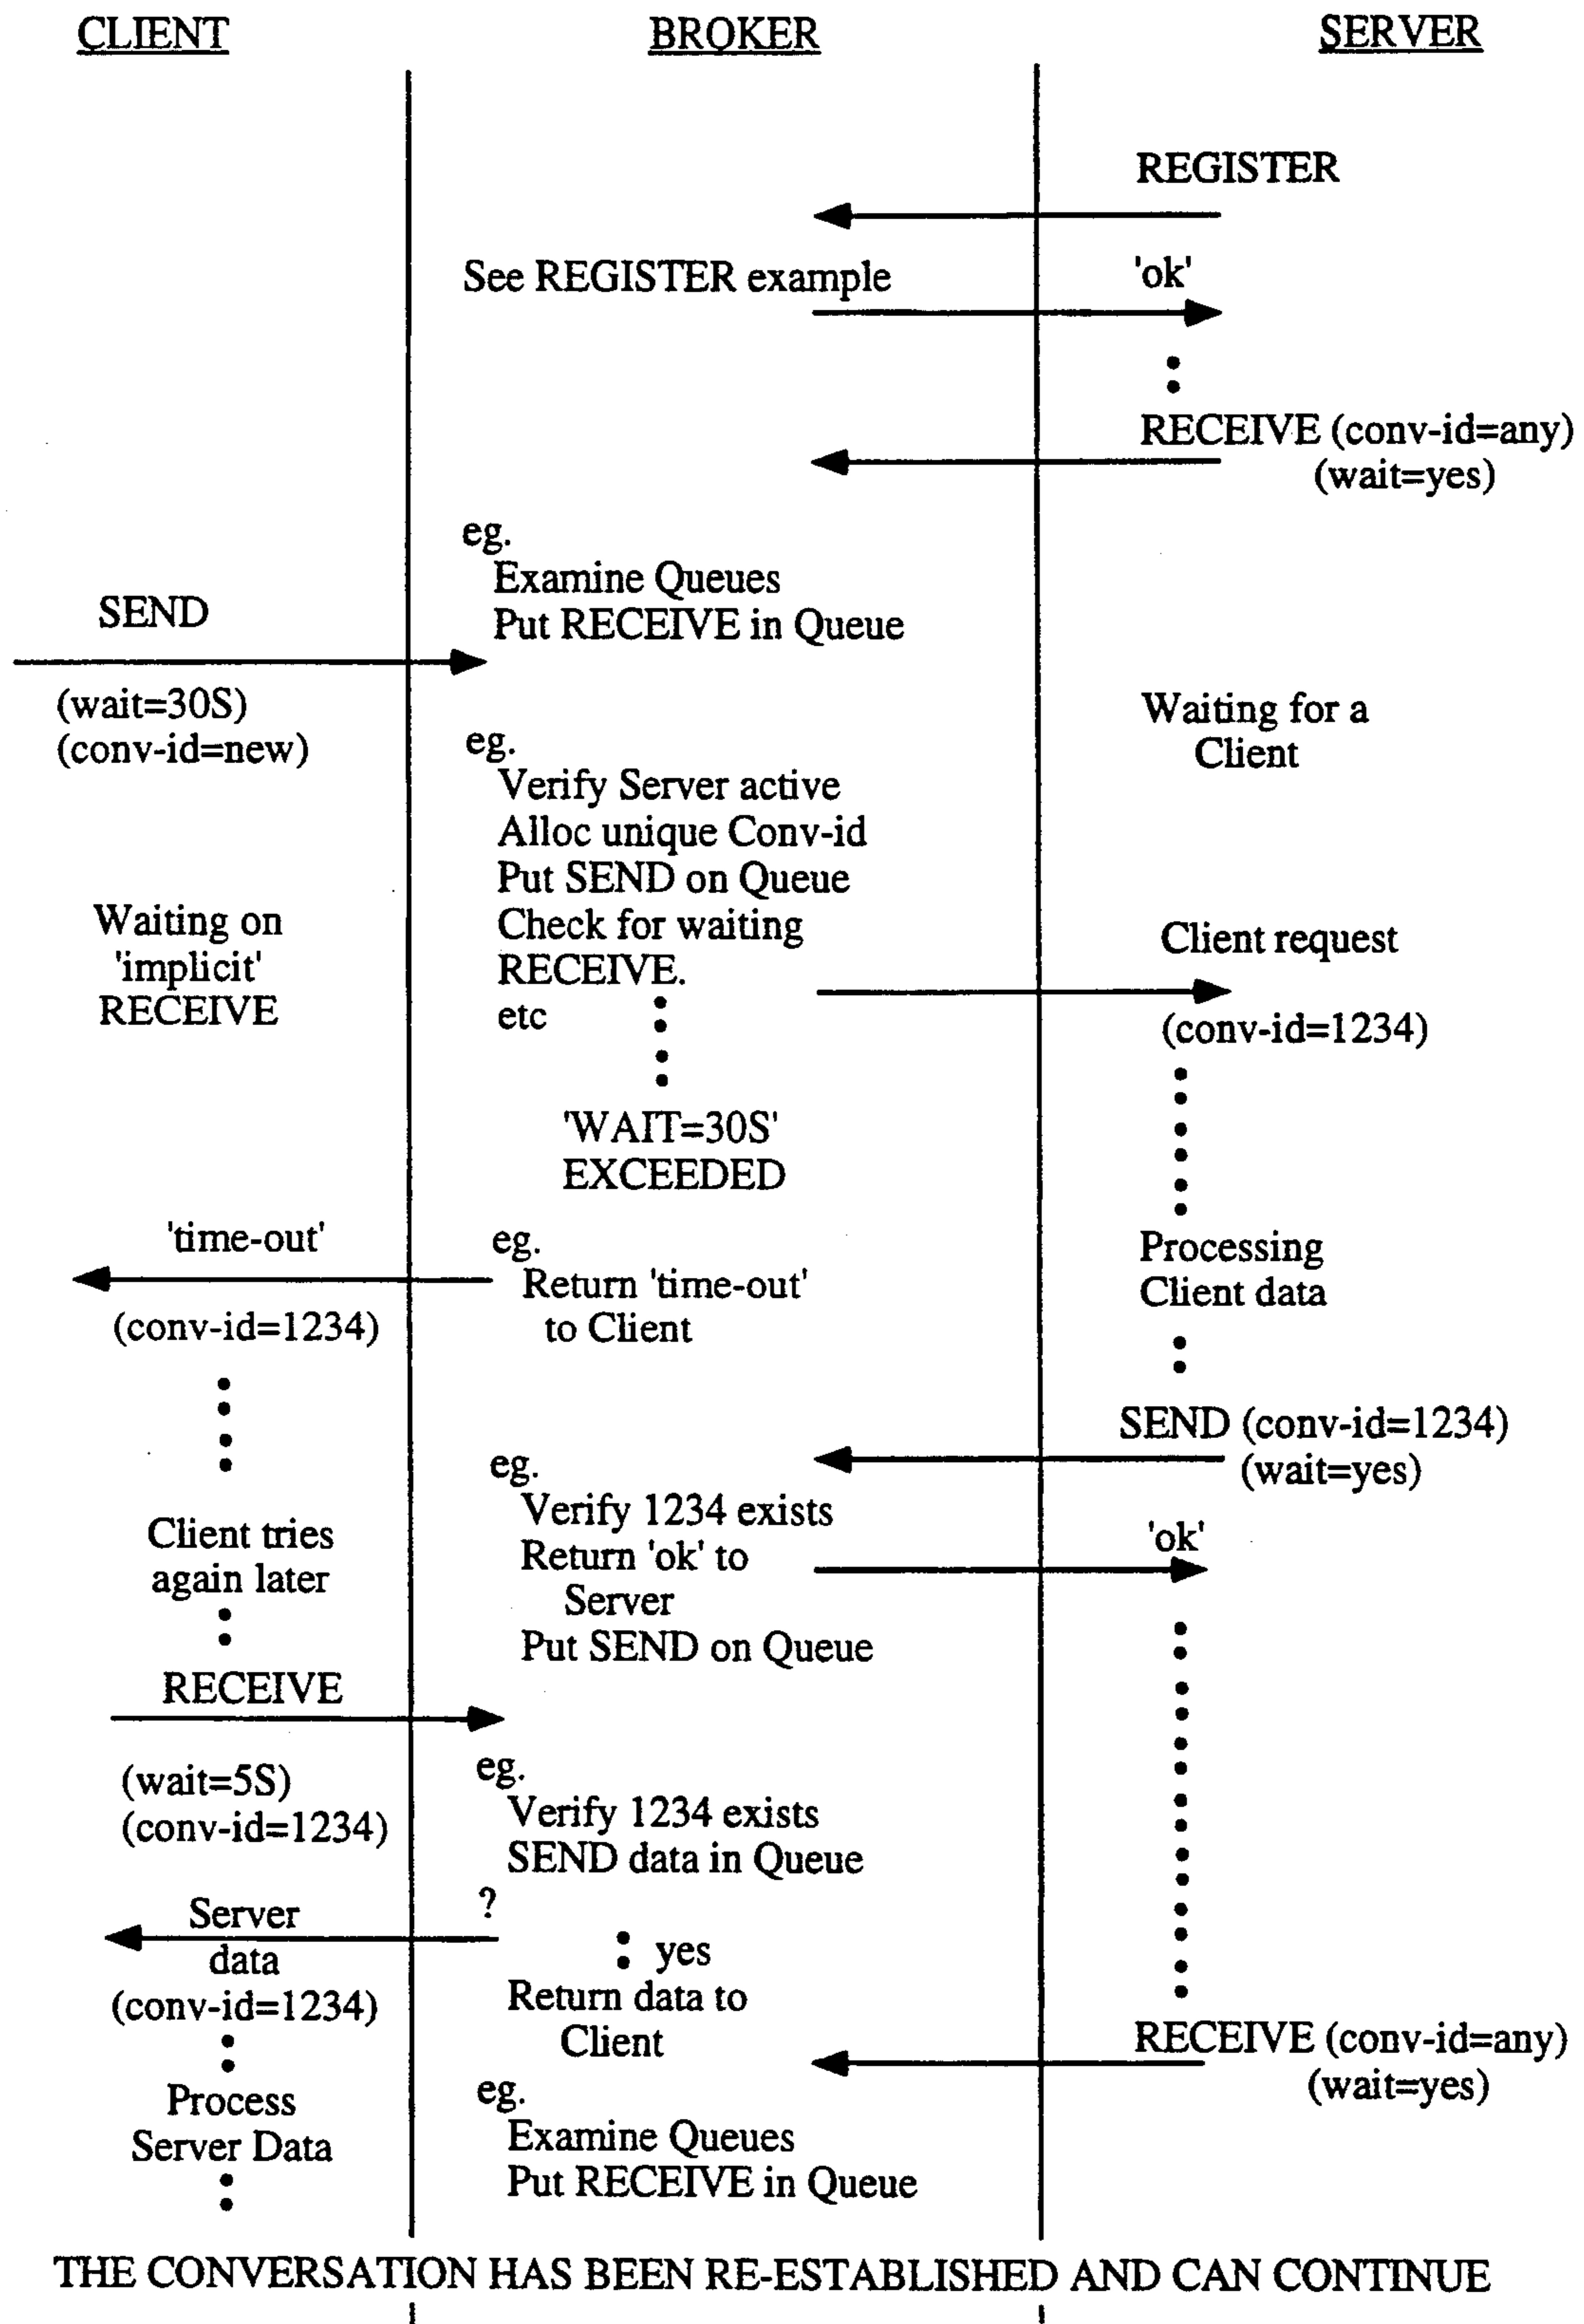 CLIENT
BROKER
SERVER
REGISTER
See REGISTER example
'ok'
RECEIVE (conv-id=any)
(wait=yes)
eg.
Examine Queues
Put RECEIVE in Queue
SEND
(wait=30S)
(conv-id=new)
Waiting for a
Client
eg.
Verify Server active
Alloc unique Conv-id
Put SEND on Queue
Check for waiting
RECEIVE.
etc
Waiting on
'implicit'
RECEIVE
Client request
(conv-id=1234)
'WAIT=30S'
EXCEEDED
'time-out'
(conv-id=1234)
eg.
Return 'time-out'
to Client
Processing
Client data
SEND (conv-id=1234)
(wait=yes)
eg.
Verify 1234 exists
Return 'ok' to
Server
Put SEND on Queue
'ok'
Client tries
again later
RECEIVE
(wait=5S)
(conv-id=1234)
eg.
Verify 1234 exists
SEND data in Queue
?
yes
Return data to
Client
Server
data
(conv-id=1234)
Process
Server Data
RECEIVE (conv-id=any)
(wait=yes)
eg.
Examine Queues
Put RECEIVE in Queue
THE CONVERSATION HAS BEEN RE-ESTABLISHED AND CAN CONTINUE